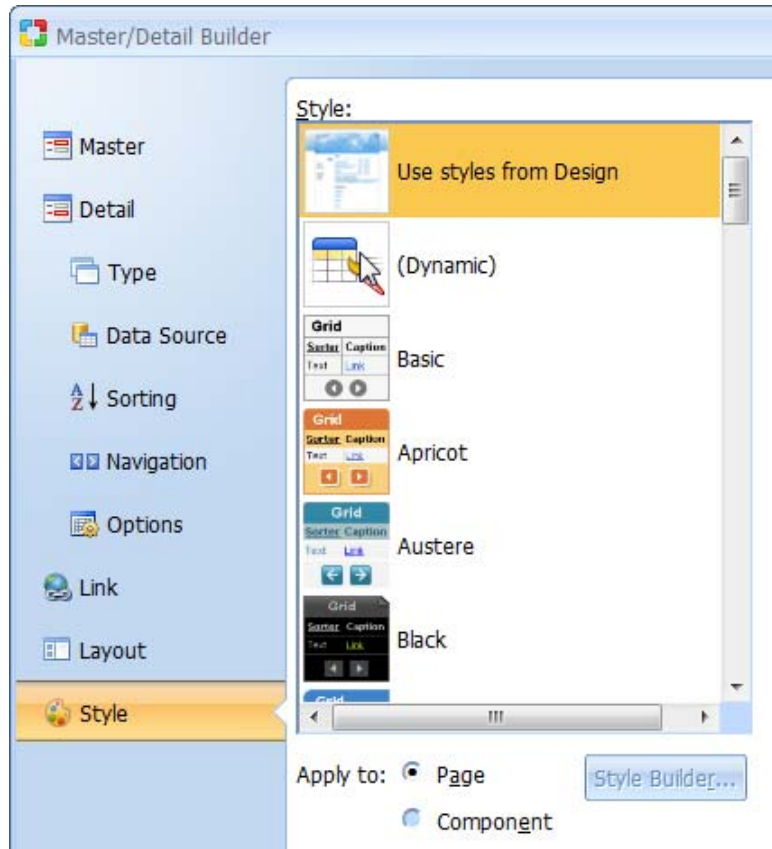 Master/Detail Builder
Master
Detail
Type
Data Source
Sorting
Navigation
Options
Link
Layout
Style
Style:
Use styles from Design
(Dynamic)
Grid
Sorter Caption
Text Link
Basic
Grid
Sorter Caption
Text Link
Apricot
Grid
Sorter Caption
Text Link
Austere
Grid
Sorter Caption
Text Link
Black
Grid
Apply to:
Page
Style Builder...
Component